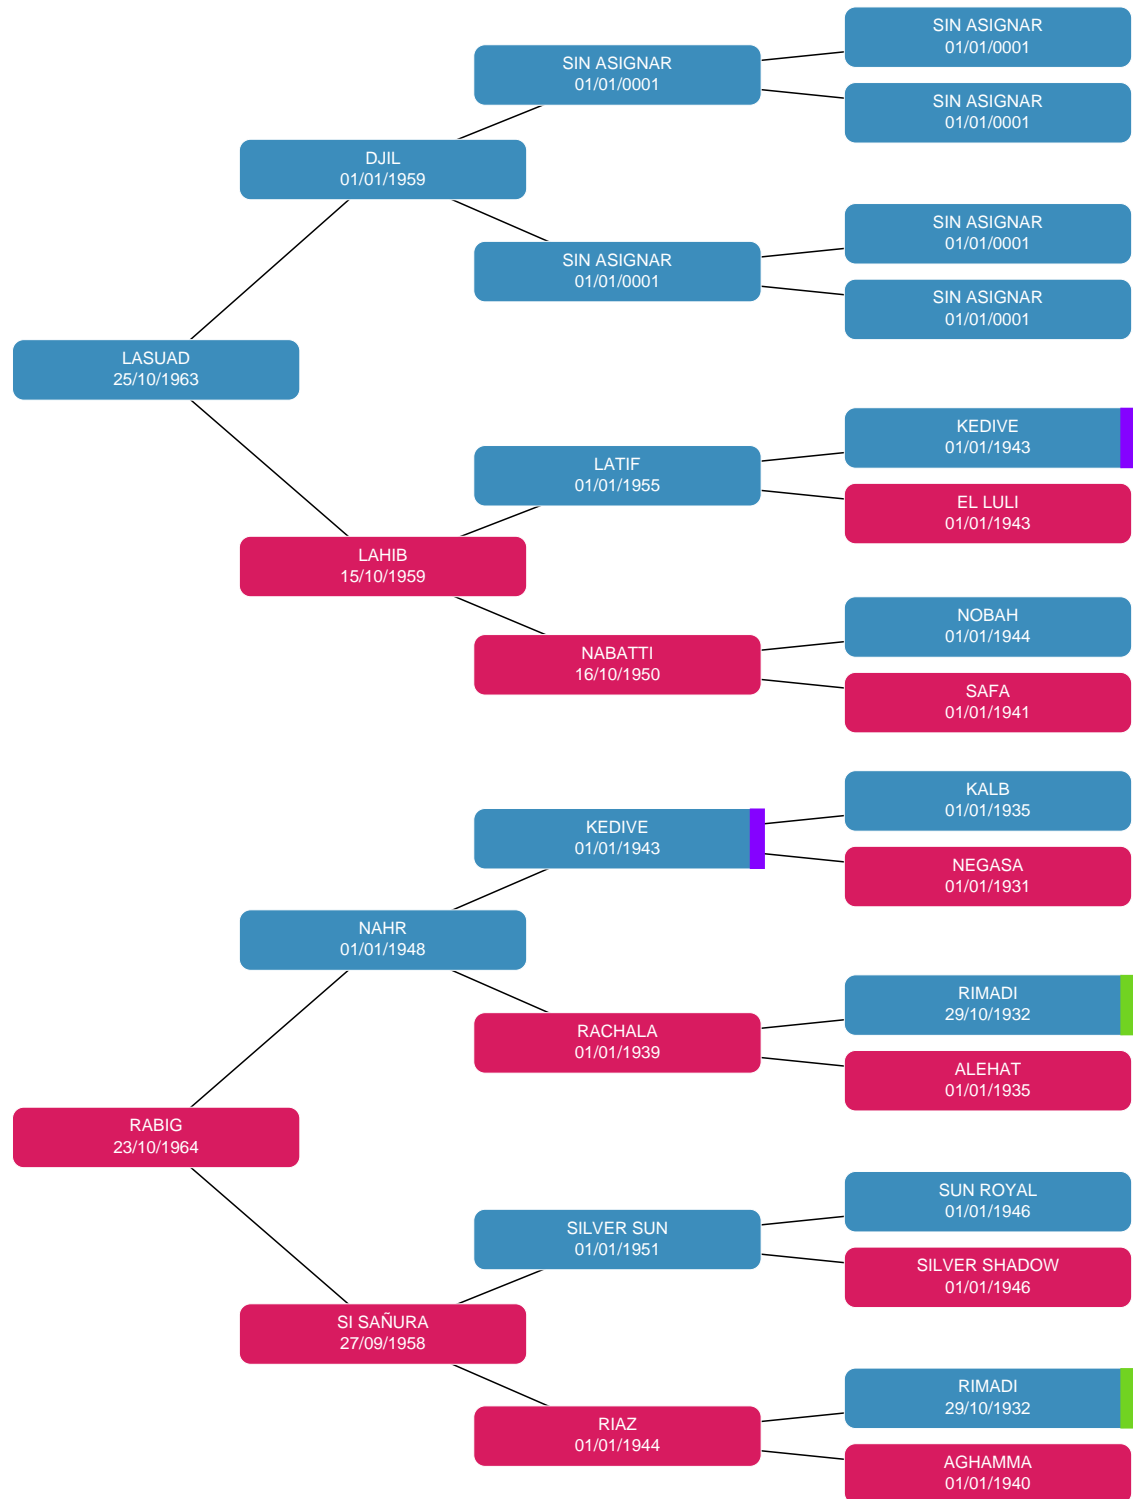 SIN ASIGNAR
01/01/0001
SIN ASIGNAR
01/01/0001
SIN ASIGNAR
01/01/0001
DJIL
01/01/1959
SIN ASIGNAR
01/01/0001
SIN ASIGNAR
01/01/0001
SIN ASIGNAR
01/01/0001
LASUAD
25/10/1963
KEDIVE
01/01/1943
LATIF
01/01/1955
EL LULI
01/01/1943
LAHIB
15/10/1959
NOBAH
01/01/1944
NABATTI
16/10/1950
SAFA
01/01/1941
KALB
01/01/1935
KEDIVE
01/01/1943
NEGASA
01/01/1931
NAHR
01/01/1948
RIMADI
29/10/1932
RACHALA
01/01/1939
ALEHAT
01/01/1935
RABIG
23/10/1964
SUN ROYAL
01/01/1946
SILVER SUN
01/01/1951
SILVER SHADOW
01/01/1946
SI SAÑURA
27/09/1958
RIMADI
29/10/1932
RIAZ
01/01/1944
AGHAMMA
01/01/1940